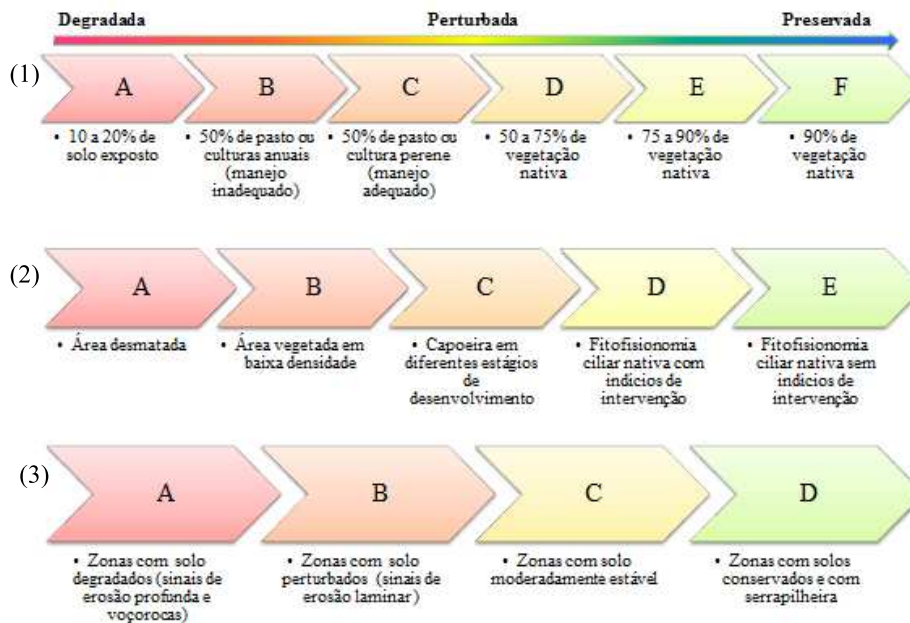 Degradada Perturbada Preservada
(1)
A
B
C
D
E
F
• 10 a 20% de
solo exposto
• 50% de pasto ou
culturas anuais
(manejo
inadequado)
• 50% de pasto ou
cultura perene
(manejo
adequado)
• 50 a 75% de
vegetação
nativa
• 75 a 90% de
vegetação
nativa
• 90% de
vegetação
nativa
(2)
A
B
C
D
E
• Área desmatada
• Área vegetada em
baixa densidade
• Capoeira em
diferentes estágios
de
desenvolvimento
• Fitofisionomia
ciliar nativa com
indícios de
intervenção
• Fitofisionomia
ciliar nativa sem
indícios de
intervenção
(3)
A
B
C
D
• Zonas com solo
degradados (sinais de
erosão profunda e
voçorocas)
• Zonas com solo
perturbados (sinais de
erosão laminar)
• Zonas com solo
moderadamente estável
• Zonas com solos
conservados e com
serrapilheira